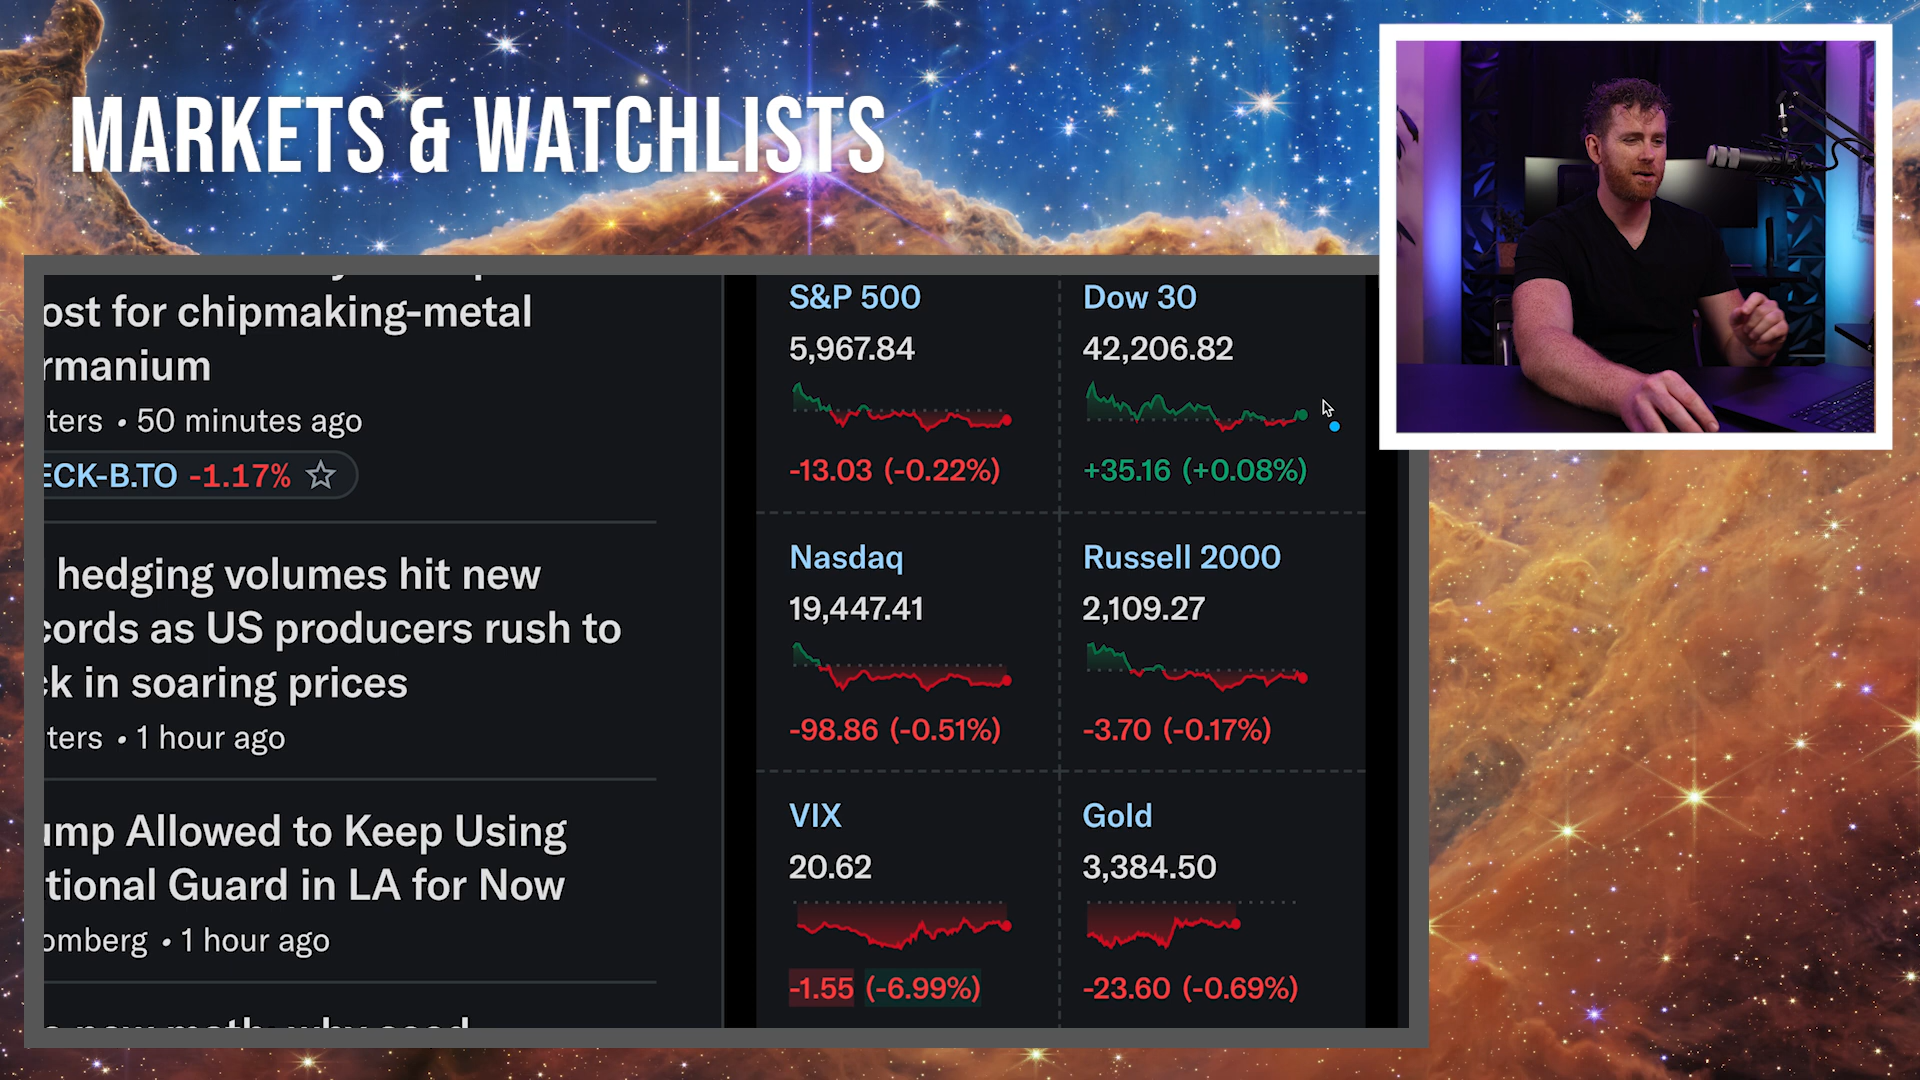 MARKETS & WATCHLISTS
ost for chipmaking-metal
rmanium
ters • 50 minutes ago
ECK-B.TO -1.17%
hedging volumes hit new
cords as US producers rush to
ck in soaring prices
ters • 1 hour ago
ump Allowed to Keep Using
tional Guard in LA for Now
omberg • 1 hour ago
S&P 500
5,967.84
-13.03 (-0.22%)
Dow 30
42,206.82
+35.16 (+0.08%)
Nasdaq
19,447.41
-98.86 (-0.51%)
Russell 2000
2,109.27
-3.70 (-0.17%)
VIX
20.62
-1.55 (-6.99%)
Gold
3,384.50
-23.60 (-0.69%)